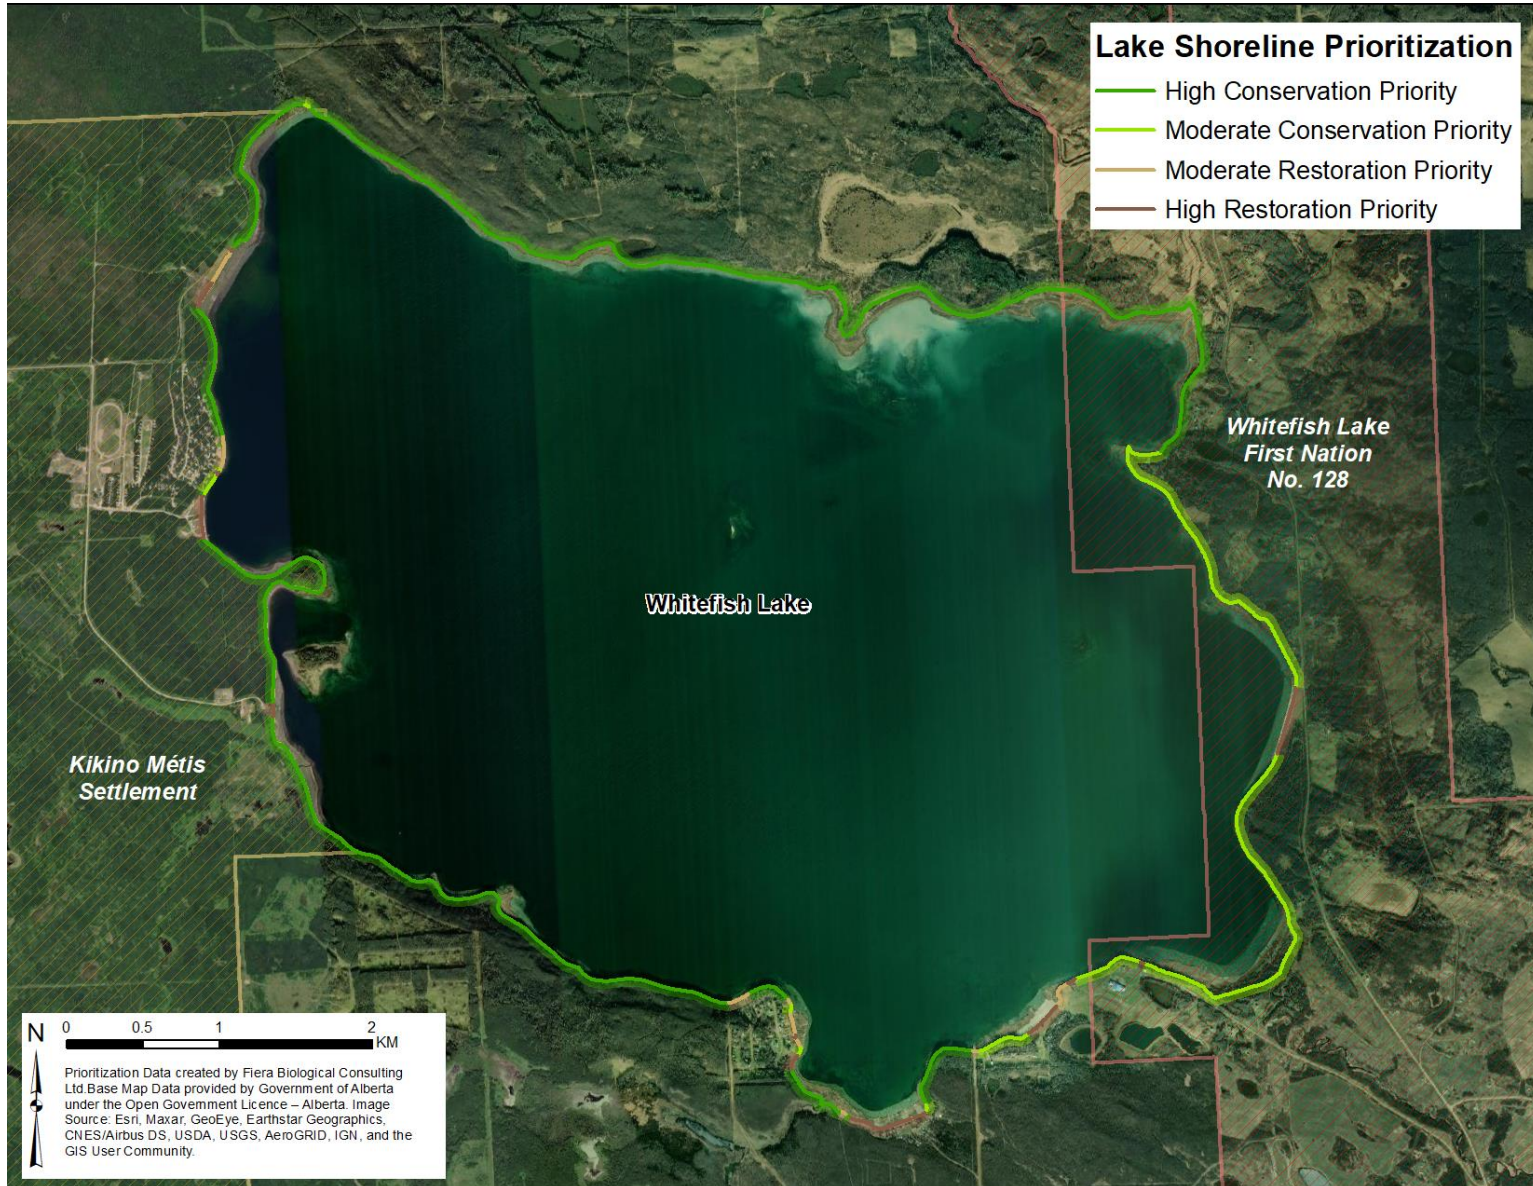 Lake Shoreline Prioritization
High Conservation Priority
Moderate Conservation Priority
Moderate Restoration Priority
High Restoration Priority
Whitefish Lake
First Nation
No. 128
Whitefish Lake
Kikino Métis
Settlement
N
0 0.5 1 2
KM
Prioritization Data created by Fiera Biological Consulting
Ltd.Base Map Data provided by Government of Alberta
under the Open Government Licence – Alberta. Image
Source: Esri, Maxar, GeoEye, Earthstar Geographics,
CNES/Airbus DS, USDA, USGS, AeroGRID, IGN, and the
GIS User Community.